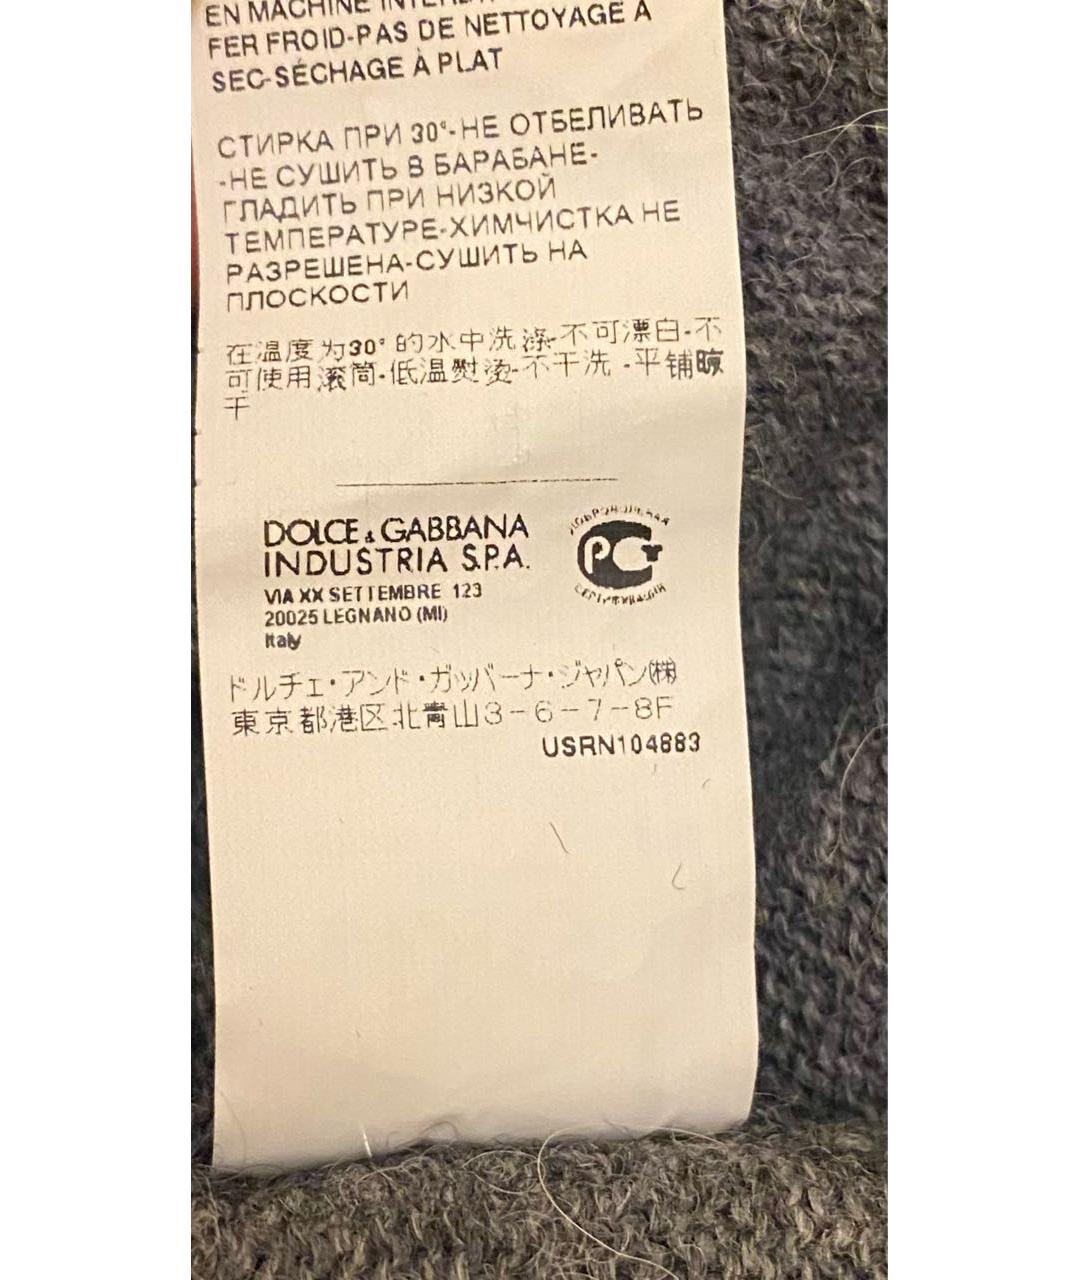 EN MACHINE
FER FROID-PAS DE NETTOYAGE À
SEC-SÉCHAGE À PLAT
СТИРКА ПРИ 30°-НЕ ОТБЕЛИВАТЬ
-НЕ СУШИТЬ В БАРАБАНЕ-
ГЛАДИТЬ ПРИ НИЗКОЙ
ТЕМПЕРАТУРЕ-ХИМЧИСТКА НЕ
РАЗРЕШЕНА-СУШИТЬ НА
ПЛОСКОСТИ
在温度为30°的水中洗涤-不可漂白-不
可使用滚筒-低温熨烫-不干洗-平铺晾
干
DOLCE & GABBANA
INDUSTRIA S.P.A.
VIA XX SETTEMBRE 123
20025 LEGNANO (MI)
Italy
ДОБРОВОЛЬНАЯ
РСТ
СЕРТИФИКАЦИЯ
ドルチェ・アンド・ガッバーナ・ジャパン㈱
東京都港区北青山3-6-7-8F
USRN104883